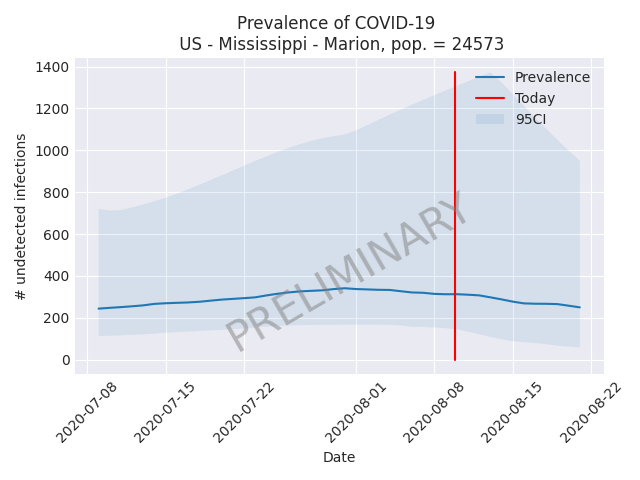 Prevalence of COVID-19
US - Mississippi - Marion, pop. = 24573
1400
1200
1000
800
600
400
200
0
# undetected infections
Prevalence
Today
95CI
PRELIMINARY
2020-07-08
2020-07-15
2020-07-22
2020-08-01
2020-08-08
2020-08-15
2020-08-22
Date